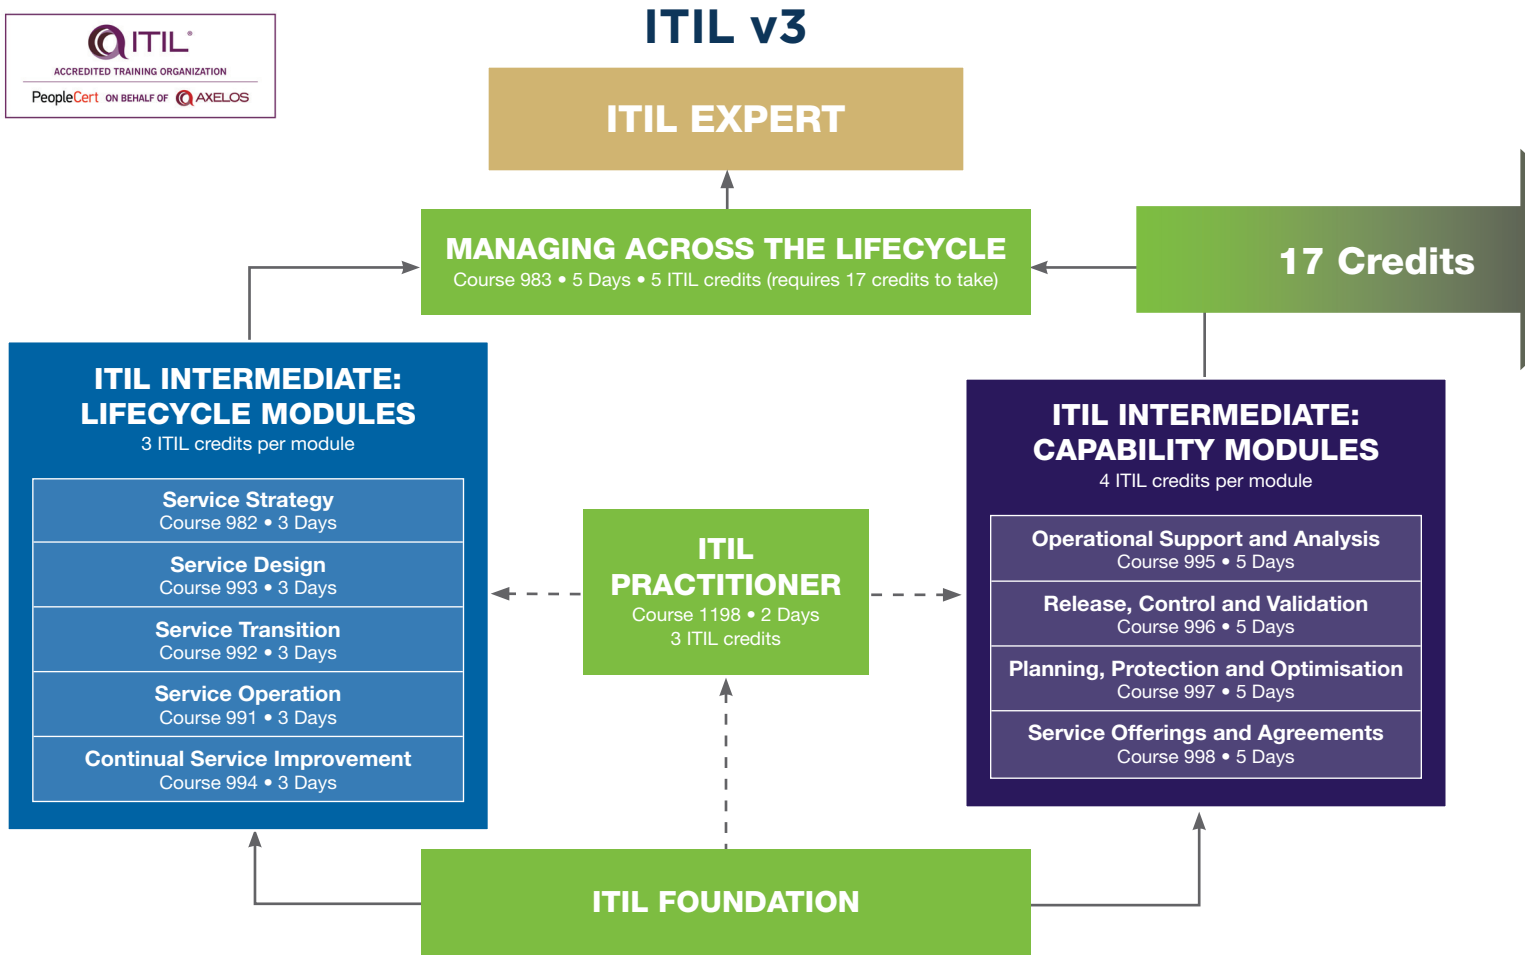 ITIL®
ACCREDITED TRAINING ORGANIZATION
PeopleCert ON BEHALF OF AXELOS
ITIL v3
ITIL EXPERT
MANAGING ACROSS THE LIFECYCLE
Course 983 • 5 Days • 5 ITIL credits (requires 17 credits to take)
17 Credits
ITIL INTERMEDIATE:
LIFECYCLE MODULES
3 ITIL credits per module
Service Strategy
Course 982 • 3 Days
Service Design
Course 993 • 3 Days
Service Transition
Course 992 • 3 Days
Service Operation
Course 991 • 3 Days
Continual Service Improvement
Course 994 • 3 Days
ITIL
PRACTITIONER
Course 1198 • 2 Days
3 ITIL credits
ITIL INTERMEDIATE:
CAPABILITY MODULES
4 ITIL credits per module
Operational Support and Analysis
Course 995 • 5 Days
Release, Control and Validation
Course 996 • 5 Days
Planning, Protection and Optimisation
Course 997 • 5 Days
Service Offerings and Agreements
Course 998 • 5 Days
ITIL FOUNDATION